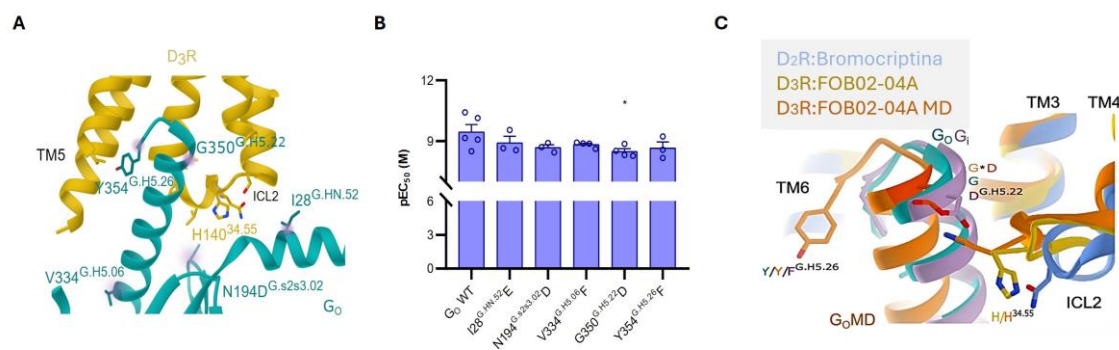 A
D₃R
TM5
G350ᴳ·ᴴ⁵·²²
Y354ᴳ·ᴴ⁵·²⁶
ICL2
I28ᴳ·ᴴᴺ·⁵²
H140³⁴·⁵⁵
V334ᴳ·ᴴ⁵·⁰⁶
N194Dᴳ·ˢ²ˢ³·⁰²
Gₒ
B
pEC₅₀ (M)
12
9
6
3
0
*
Gₒ WT
I28ᴳ·ᴴᴺ·⁵²E
N194ᴳ·ˢ²ˢ³·⁰²D
V334ᴳ·ᴴ⁵·⁰⁶F
G350ᴳ·ᴴ⁵·²²D
Y354ᴳ·ᴴ⁵·²⁶F
C
D₂R:Bromocriptina
D₃R:FOB02-04A
D₃R:FOB02-04A MD
TM3
TM4
GₒGᵢ
TM6
G*D
G
Dᴳ·ᴴ⁵·²²
Y/Y/Fᴳ·ᴴ⁵·²⁶
ICL2
GₒMD
H/H³⁴·⁵⁵